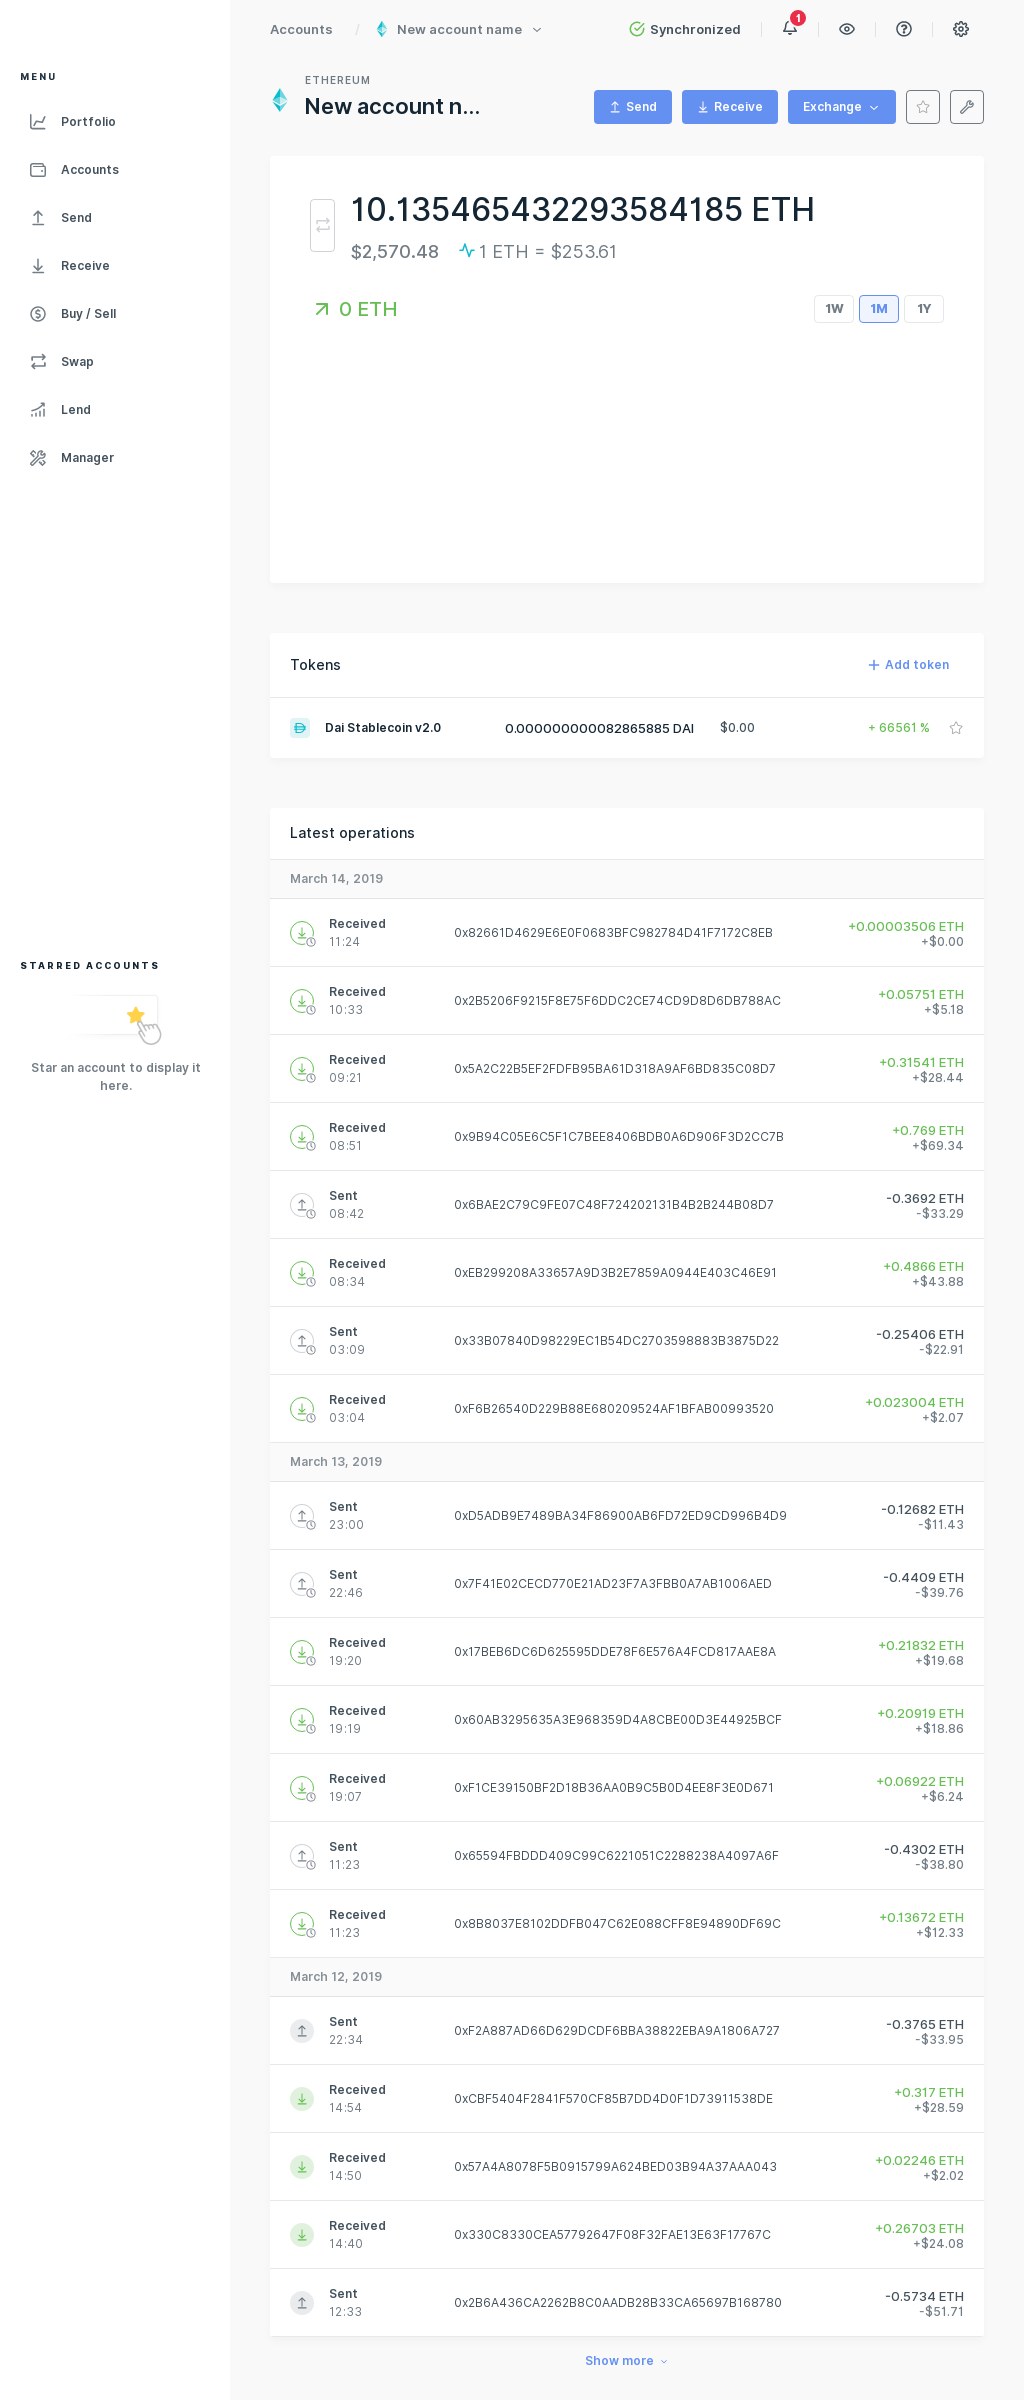 Accounts / New account name
Synchronized
1
MENU
Portfolio
Accounts
Send
Receive
Buy / Sell
Swap
Lend
Manager
STARRED ACCOUNTS
Star an account to display it
here.
ETHEREUM
New account n...
Send
Receive
Exchange
10.135465432293584185 ETH
$2,570.48
1 ETH = $253.61
0 ETH
1W
1M
1Y
Tokens
Add token
Dai Stablecoin v2.0 0.000000000082865885 DAI $0.00 + 66561 %
Latest operations
March 14, 2019
Received
11:24
0x82661D4629E6E0F0683BFC982784D41F7172C8EB
+0.00003506 ETH
+$0.00
Received
10:33
0x2B5206F9215F8E75F6DDC2CE74CD9D8D6DB788AC
+0.05751 ETH
+$5.18
Received
09:21
0x5A2C22B5EF2FDFB95BA61D318A9AF6BD835C08D7
+0.31541 ETH
+$28.44
Received
08:51
0x9B94C05E6C5F1C7BEE8406BDB0A6D906F3D2CC7B
+0.769 ETH
+$69.34
Sent
08:42
0x6BAE2C79C9FE07C48F724202131B4B2B244B08D7
-0.3692 ETH
-$33.29
Received
08:34
0xEB299208A33657A9D3B2E7859A0944E403C46E91
+0.4866 ETH
+$43.88
Sent
03:09
0x33B07840D98229EC1B54DC2703598883B3875D22
-0.25406 ETH
-$22.91
Received
03:04
0xF6B26540D229B88E680209524AF1BFAB00993520
+0.023004 ETH
+$2.07
March 13, 2019
Sent
23:00
0xD5ADB9E7489BA34F86900AB6FD72ED9CD996B4D9
-0.12682 ETH
-$11.43
Sent
22:46
0x7F41E02CECD770E21AD23F7A3FBB0A7AB1006AED
-0.4409 ETH
-$39.76
Received
19:20
0x17BEB6DC6D625595DDE78F6E576A4FCD817AAE8A
+0.21832 ETH
+$19.68
Received
19:19
0x60AB3295635A3E968359D4A8CBE00D3E44925BCF
+0.20919 ETH
+$18.86
Received
19:07
0xF1CE39150BF2D18B36AA0B9C5B0D4EE8F3E0D671
+0.06922 ETH
+$6.24
Sent
11:23
0x65594FBDDD409C99C6221051C2288238A4097A6F
-0.4302 ETH
-$38.80
Received
11:23
0x8B8037E8102DDFB047C62E088CFF8E94890DF69C
+0.13672 ETH
+$12.33
March 12, 2019
Sent
22:34
0xF2A887AD66D629DCDF6BBA38822EBA9A1806A727
-0.3765 ETH
-$33.95
Received
14:54
0xCBF5404F2841F570CF85B7DD4D0F1D73911538DE
+0.317 ETH
+$28.59
Received
14:50
0x57A4A8078F5B0915799A624BED03B94A37AAA043
+0.02246 ETH
+$2.02
Received
14:40
0x330C8330CEA57792647F08F32FAE13E63F17767C
+0.26703 ETH
+$24.08
Sent
12:33
0x2B6A436CA2262B8C0AADB28B33CA65697B168780
-0.5734 ETH
-$51.71
Show more